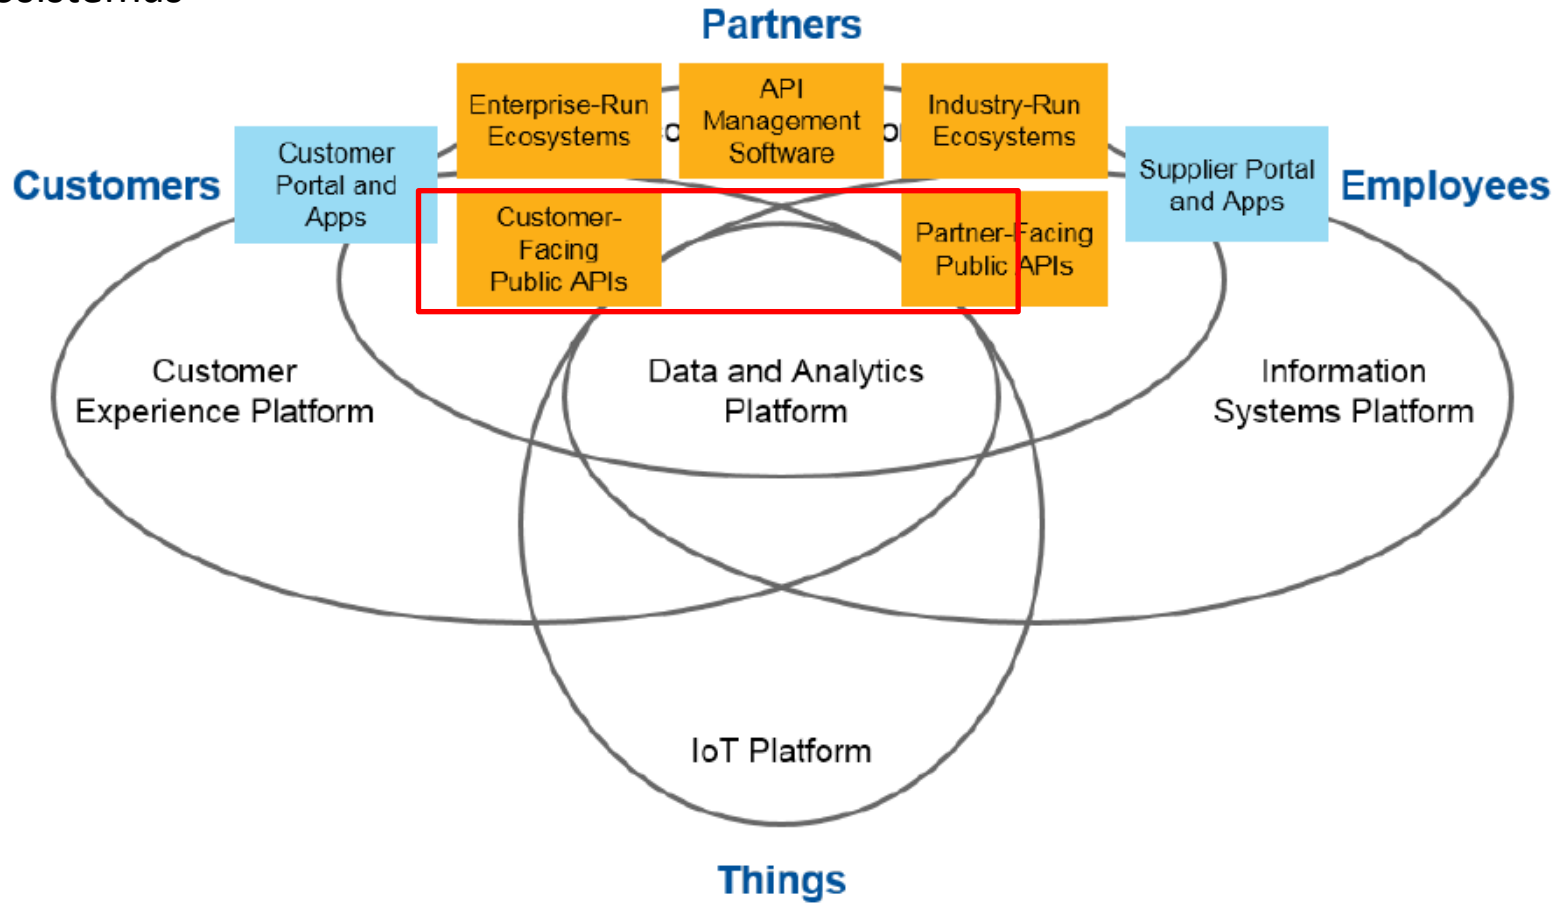 Partners
Enterprise-Run
Ecosystems
API
Management
Software
Industry-Run
Ecosystems
Customer
Portal and
Apps
Supplier Portal
and Apps
Customers
Employees
Customer-
Facing
Public APIs
Partner-Facing
Public APIs
Customer
Experience Platform
Data and Analytics
Platform
Information
Systems Platform
IoT Platform
Things